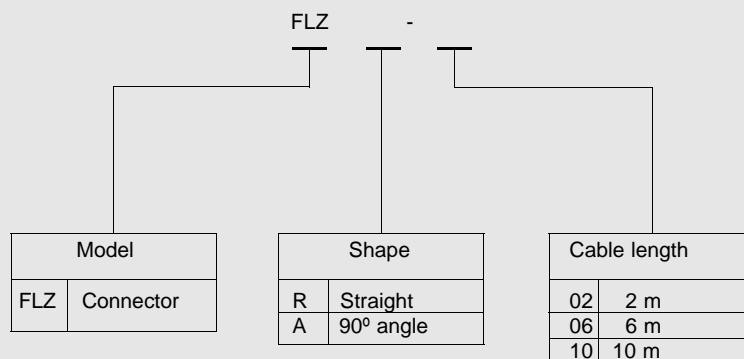 FLZ -
Model
FLZ Connector
Shape
R Straight
A 90º angle
Cable length
02 2 m
06 6 m
10 10 m